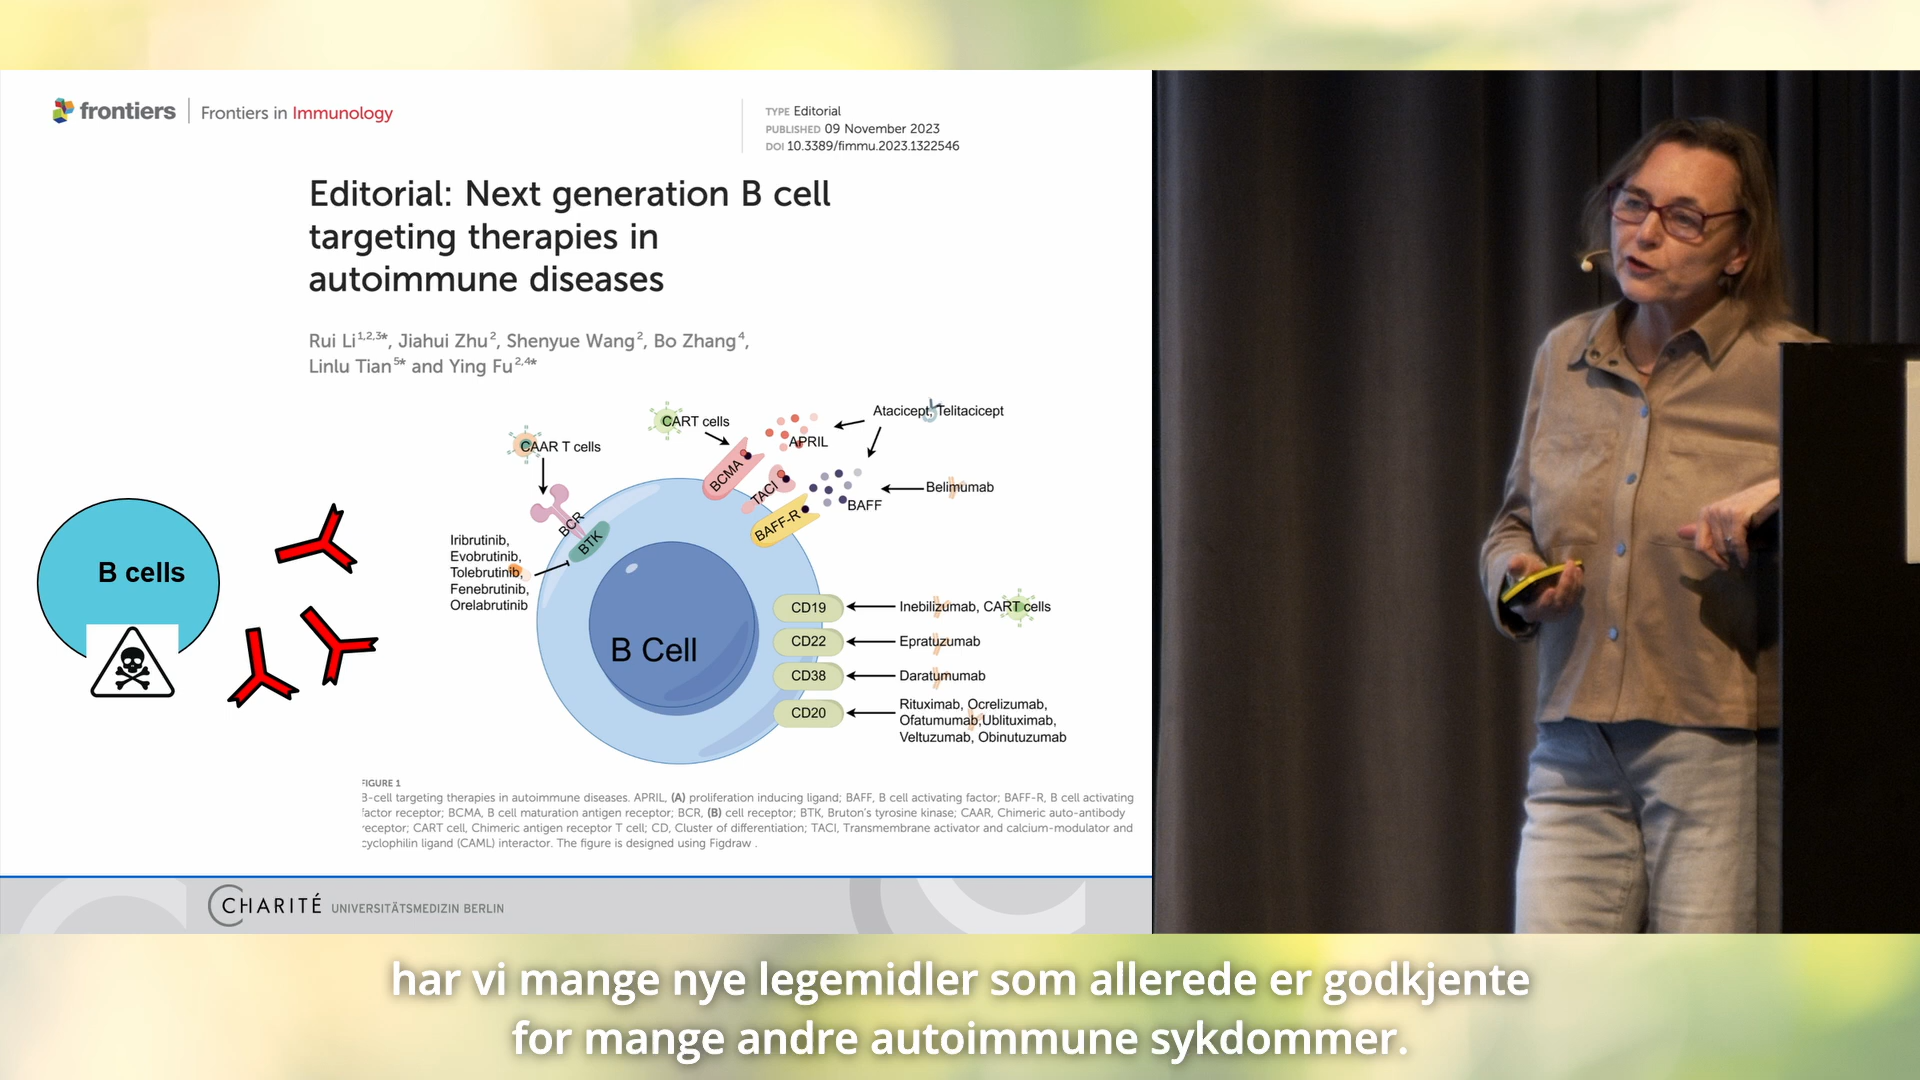 frontiers | Frontiers in Immunology
TYPE Editorial
PUBLISHED 09 November 2023
DOI 10.3389/fimmu.2023.1322546
Editorial: Next generation B cell
targeting therapies in
autoimmune diseases
Rui Li1,2,3*, Jiahui Zhu2, Shenyue Wang2, Bo Zhang4,
Linlu Tian5* and Ying Fu2,4*
B cells
CAAR T cells
CART cells
APRIL
Atacicept, Telitacicept
BCMA
TACI
BAFF-R
BAFF
Belimumab
BCR
BTK
Iribrutinib,
Evobrutinib,
Tolebrutinib,
Fenebrutinib,
Orelabrutinib
B Cell
CD19
Inebilizumab, CART cells
CD22
Epratuzumab
CD38
Daratumumab
CD20
Rituximab, Ocrelizumab,
Ofatumumab,Ublituximab,
Veltuzumab, Obinutuzumab
FIGURE 1
B-cell targeting therapies in autoimmune diseases. APRIL, (A) proliferation inducing ligand; BAFF, B cell activating factor; BAFF-R, B cell activating
factor receptor; BCMA, B cell maturation antigen receptor; BCR, (B) cell receptor; BTK, Bruton's tyrosine kinase; CAAR, Chimeric auto-antibody
receptor; CART cell, Chimeric antigen receptor T cell; CD, Cluster of differentiation; TACI, Transmembrane activator and calcium-modulator and
cyclophilin ligand (CAML) interactor. The figure is designed using Figdraw .
CHARITÉ UNIVERSITÄTSMEDIZIN BERLIN
har vi mange nye legemidler som allerede er godkjente
for mange andre autoimmune sykdommer.